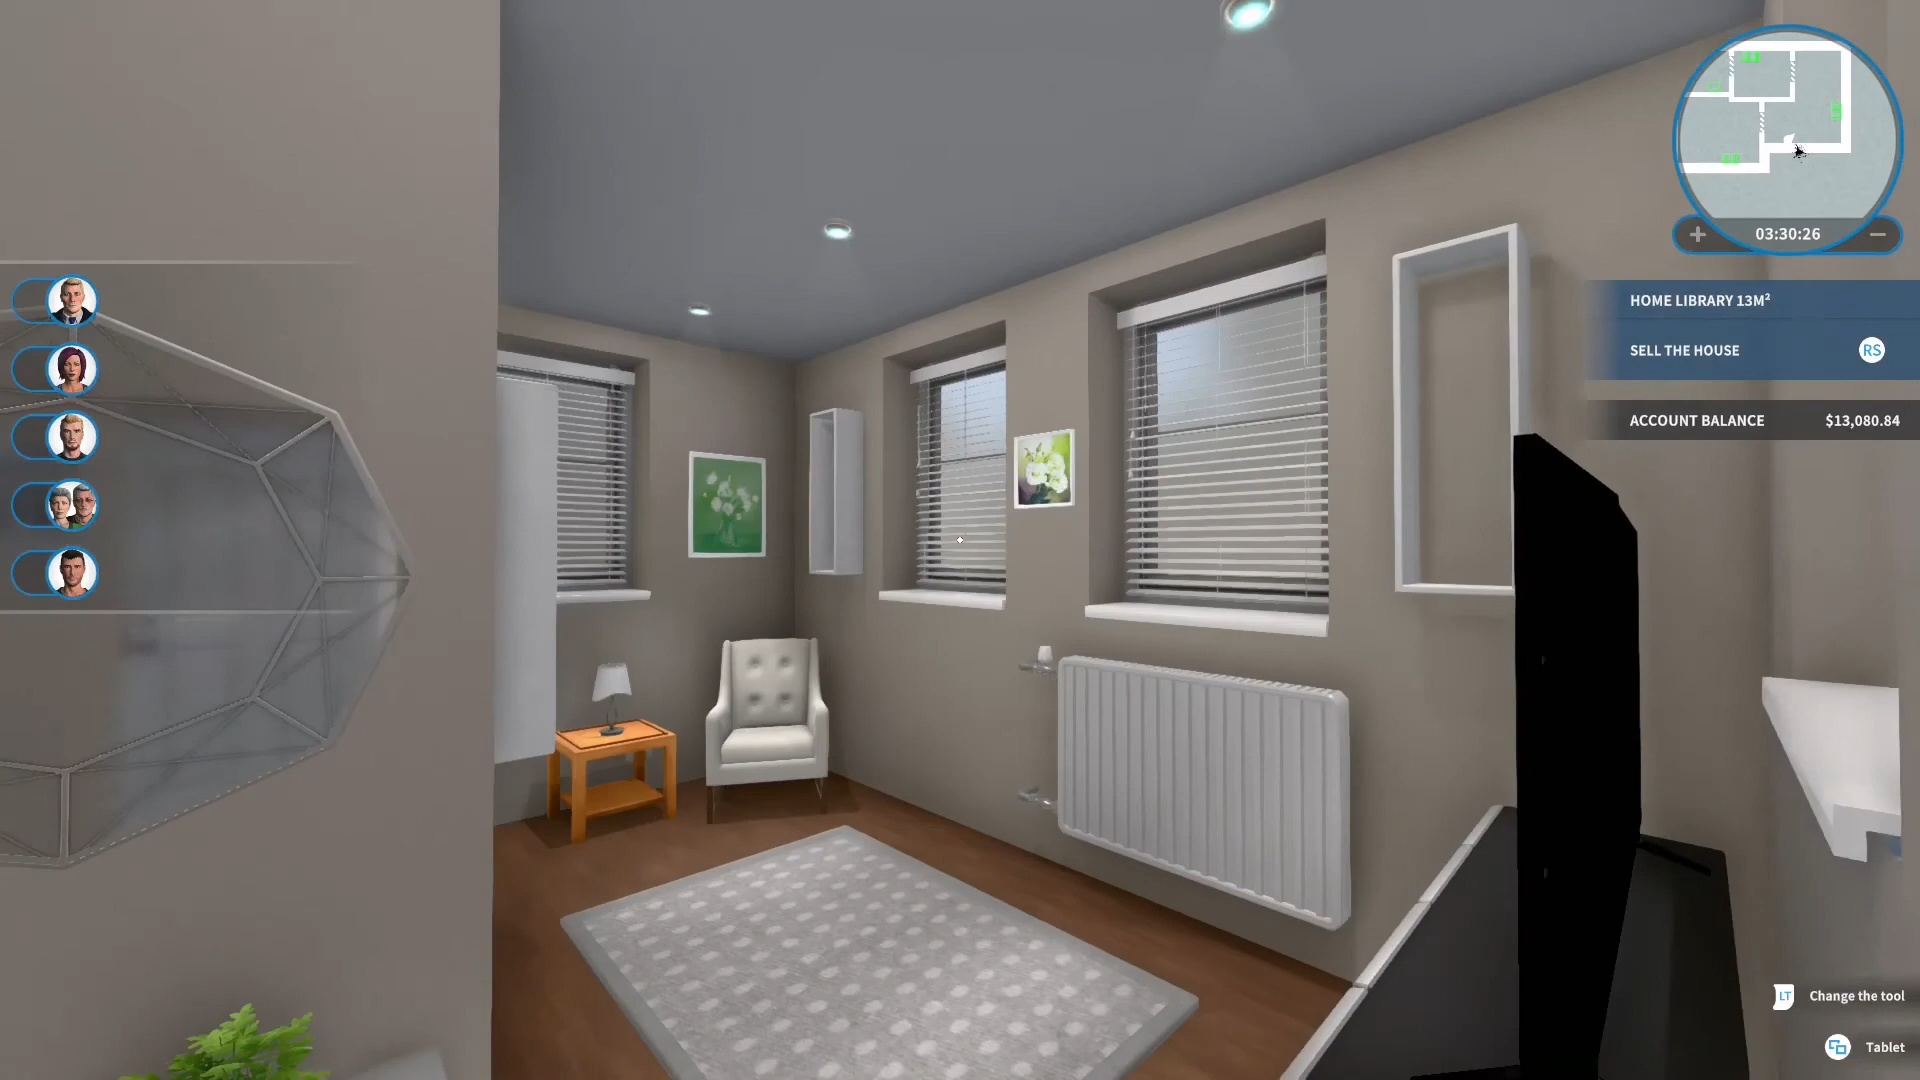 03:30:26
HOME LIBRARY 13M²
SELL THE HOUSE RS
ACCOUNT BALANCE $13,080.84
LT Change the tool
Tablet